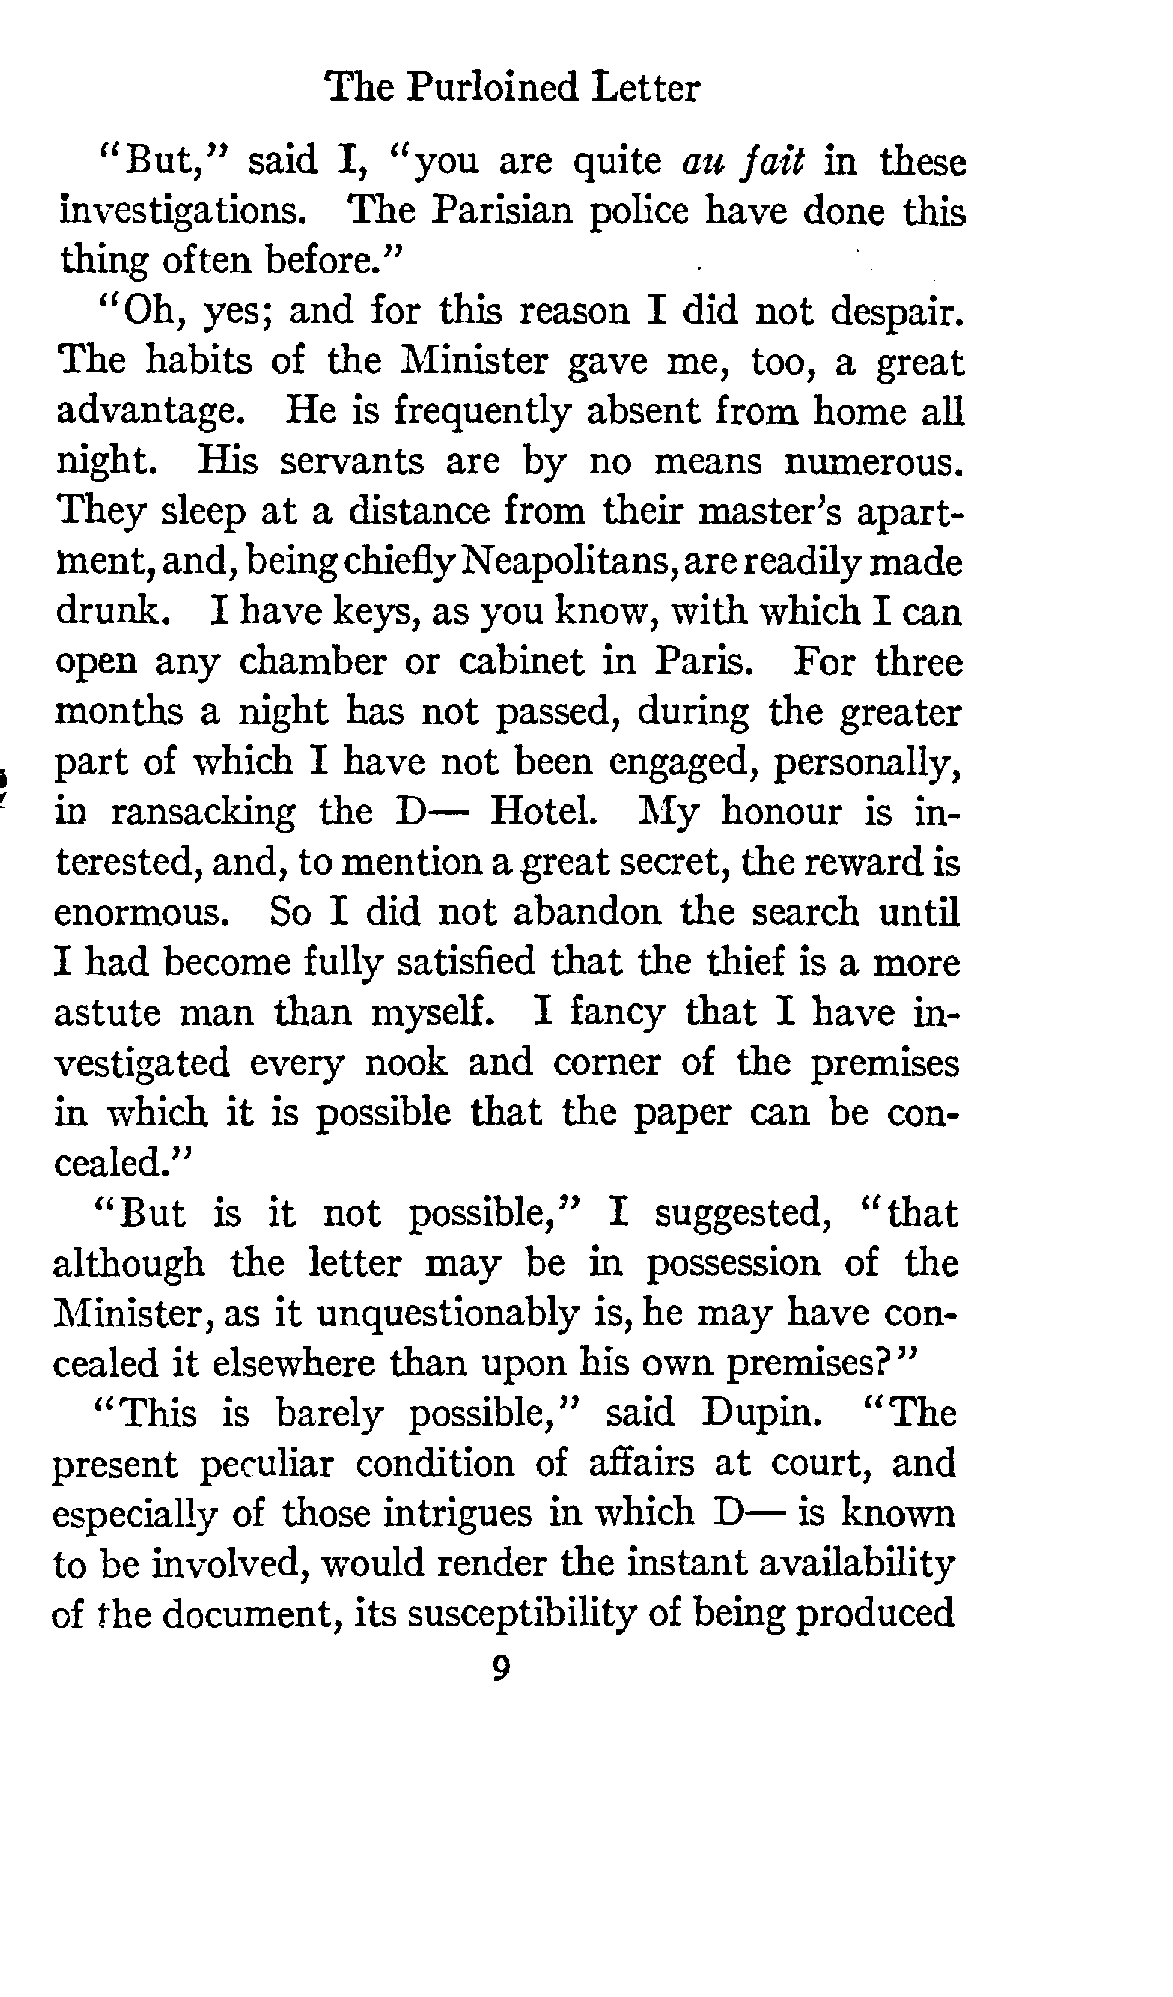 The Purloined Letter
“But,” said I, “you are quite au fait in these
investigations. The Parisian police have done this
thing often before.”
“Oh, yes; and for this reason I did not despair.
The habits of the Minister gave me, too, a great
advantage. He is frequently absent from home all
night. His servants are by no means numerous.
They sleep at a distance from their master’s apart-
ment, and, being chiefly Neapolitans, are readily made
drunk. I have keys, as you know, with which I can
open any chamber or cabinet in Paris. For three
months a night has not passed, during the greater
part of which I have not been engaged, personally,
in ransacking the D— Hotel. My honour is in-
terested, and, to mention a great secret, the reward is
enormous. So I did not abandon the search until
I had become fully satisfied that the thief is a more
astute man than myself. I fancy that I have in-
vestigated every nook and corner of the premises
in which it is possible that the paper can be con-
cealed.”
“But is it not possible,” I suggested, “that
although the letter may be in possession of the
Minister, as it unquestionably is, he may have con-
cealed it elsewhere than upon his own premises?”
“This is barely possible,” said Dupin. “The
present peculiar condition of affairs at court, and
especially of those intrigues in which D— is known
to be involved, would render the instant availability
of the document, its susceptibility of being produced
9